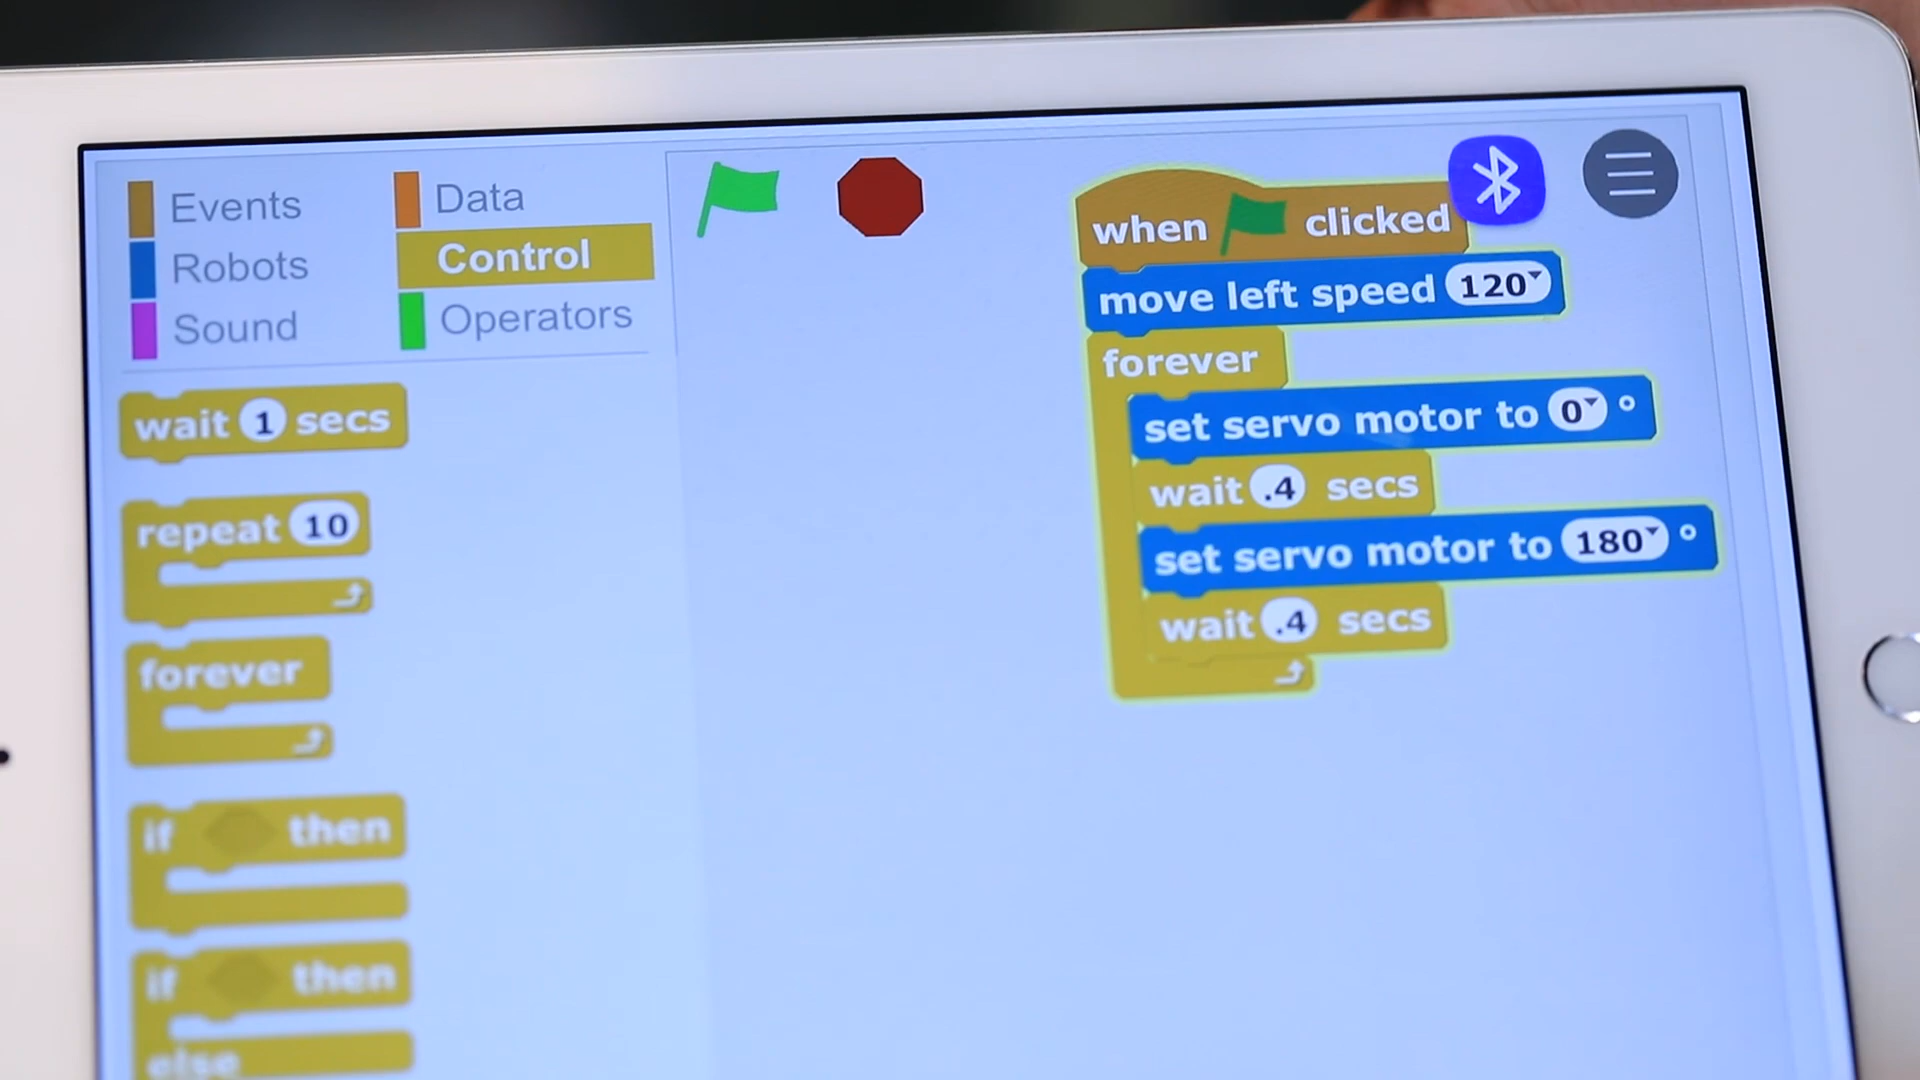 Events
Data
Robots
Control
Sound
Operators
wait 1 secs
repeat 10
forever
if then
if then
else
when clicked
move left speed 120
forever
set servo motor to 0°
wait .4 secs
set servo motor to 180°
wait .4 secs